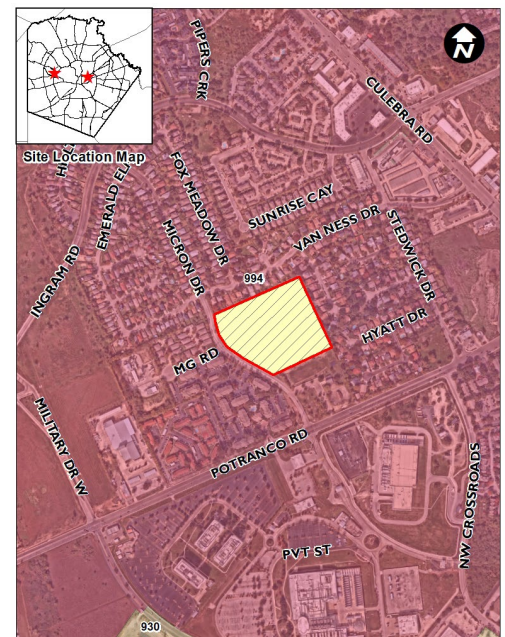 PIPERS CRK
N
CULEBRA RD
Site Location Map
EMERALD EL
FOX MEADOW DR
SUNRISE CAY
VAN NESS DR
STEDWICK DR
MICRON DR
INGRAM RD
994
HYATT DR
MG RD
MILITARY DR W
POTRANCO RD
NW CROSSROADS
PVT ST
930